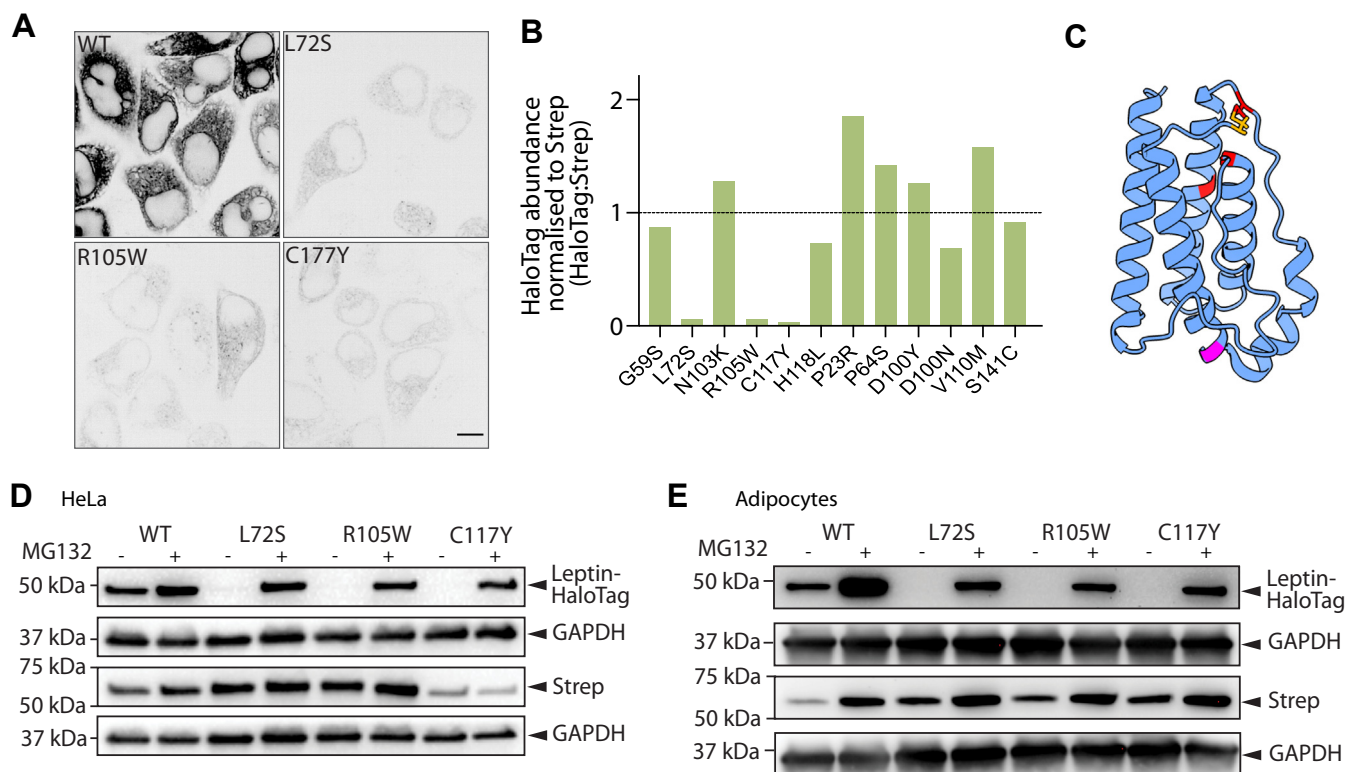 A
WT
L72S
R105W
C177Y
B
HaloTag abundance
normalised to Strep
(HaloTag:Strep)
2
1
0
G59S
L72S
N103K
R105W
C117Y
H118L
P23R
P64S
D100Y
D100N
V110M
S141C
C
D HeLa
WT L72S R105W C117Y
MG132 - + - + - + - +
50 kDa Leptin-
HaloTag
37 kDa GAPDH
75 kDa
Strep
50 kDa
37 kDa GAPDH
E Adipocytes
WT L72S R105W C117Y
MG132 - + - + - + - +
50 kDa Leptin-
HaloTag
37 kDa GAPDH
75 kDa
Strep
50 kDa
37 kDa GAPDH